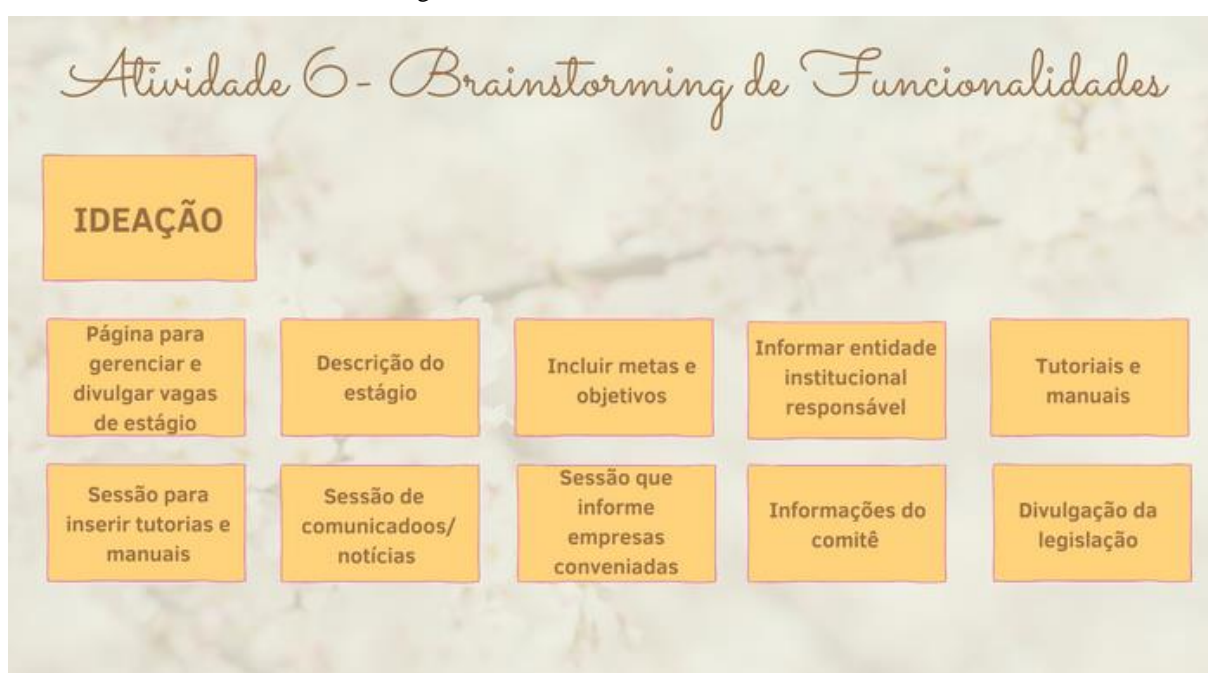 Atividade 6- Brainstorming de Funcionalidades
IDEAÇÃO
Página para
gerenciar e
divulgar vagas
de estágio
Descrição do
estágio
Incluir metas e
objetivos
Informar entidade
institucional
responsável
Tutoriais e
manuais
Sessão para
inserir tutorias e
manuais
Sessão de
comunicadoos/
notícias
Sessão que
informe
empresas
conveniadas
Informações do
comitê
Divulgação da
legislação